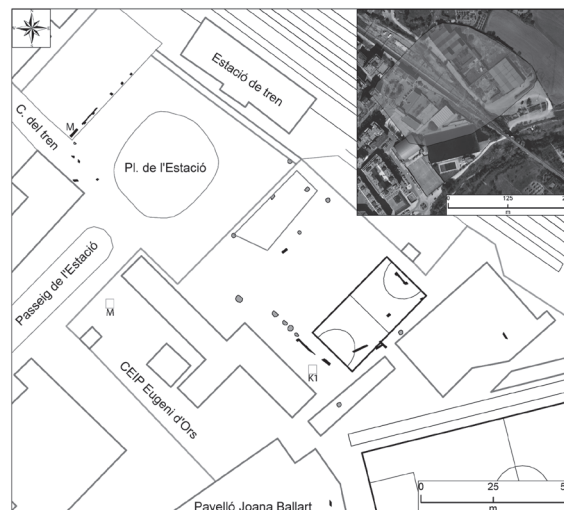 Estació de tren
M
C. del tren
Pl. de l'Estació
0 125
m
Passeig de l'Estació
M
CEIP Eugeni d'Ors
K1
0 25
m
Pavelló Joana Ballart